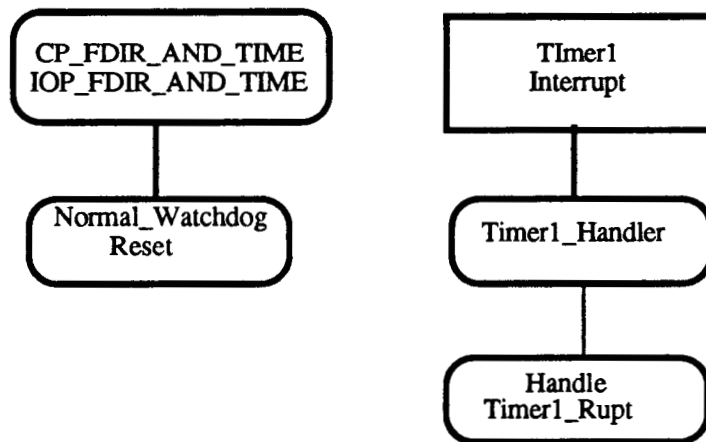 CP_FDIR_AND_TIME
IOP_FDIR_AND_TIME
Normal_Watchdog
Reset
TImer1
Interrupt
Timer1_Handler
Handle
Timer1_Rupt